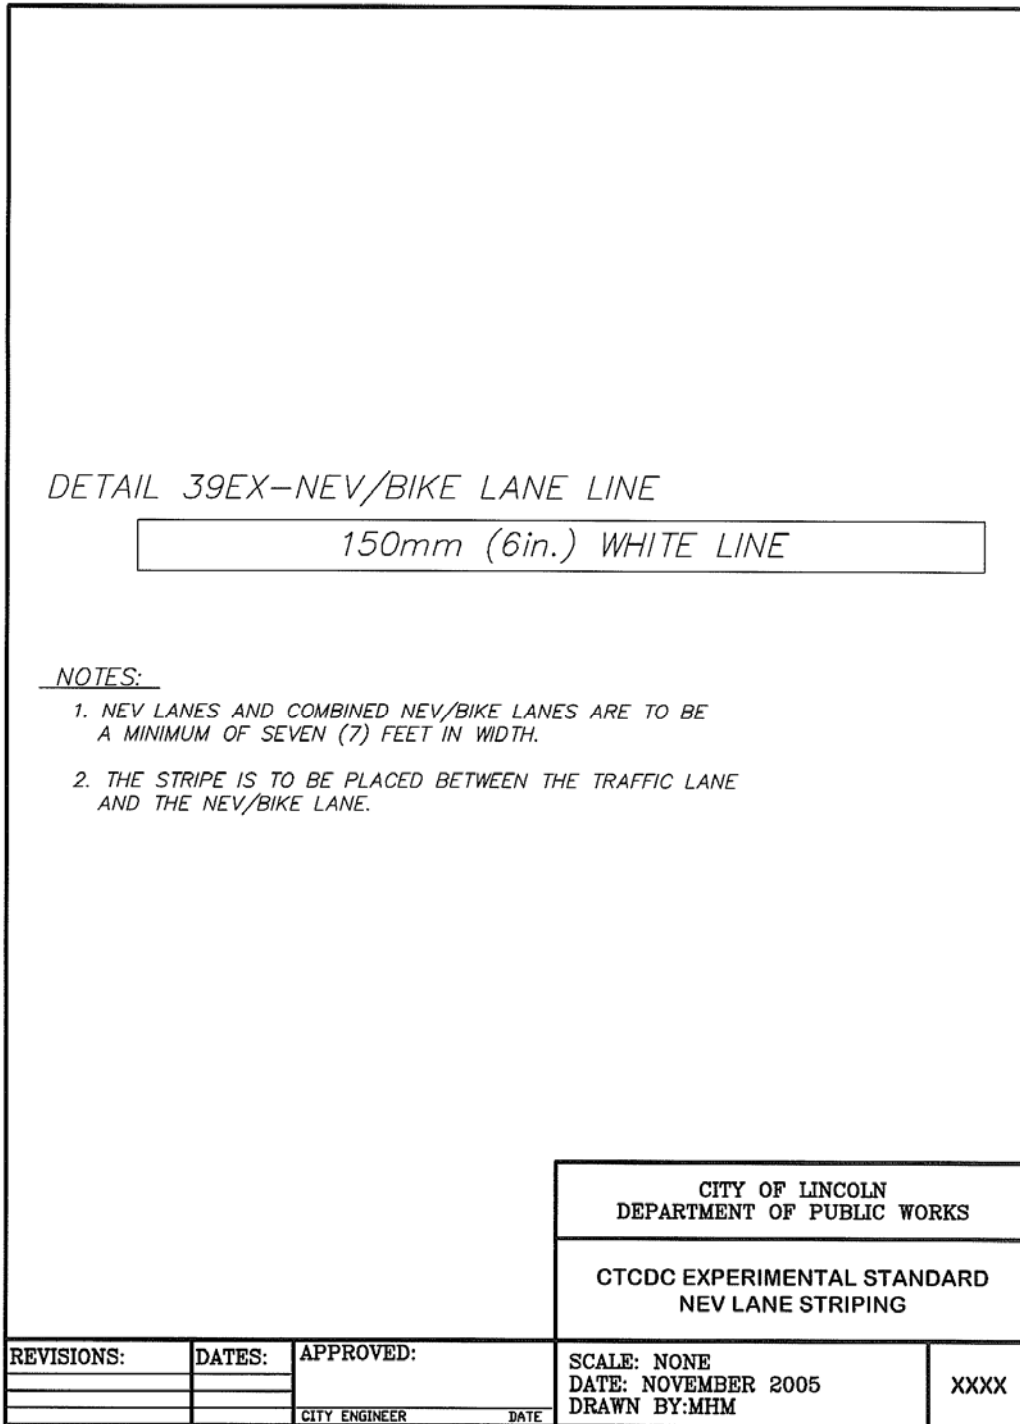 DETAIL 39EX-NEV/BIKE LANE LINE
150mm (6in.) WHITE LINE
NOTES:
1. NEV LANES AND COMBINED NEV/BIKE LANES ARE TO BE
A MINIMUM OF SEVEN (7) FEET IN WIDTH.
2. THE STRIPE IS TO BE PLACED BETWEEN THE TRAFFIC LANE
AND THE NEV/BIKE LANE.
CITY OF LINCOLN
DEPARTMENT OF PUBLIC WORKS
CTCDC EXPERIMENTAL STANDARD
NEV LANE STRIPING
REVISIONS:
DATES:
APPROVED:
CITY ENGINEER DATE
SCALE: NONE
DATE: NOVEMBER 2005
DRAWN BY:MHM
XXXX